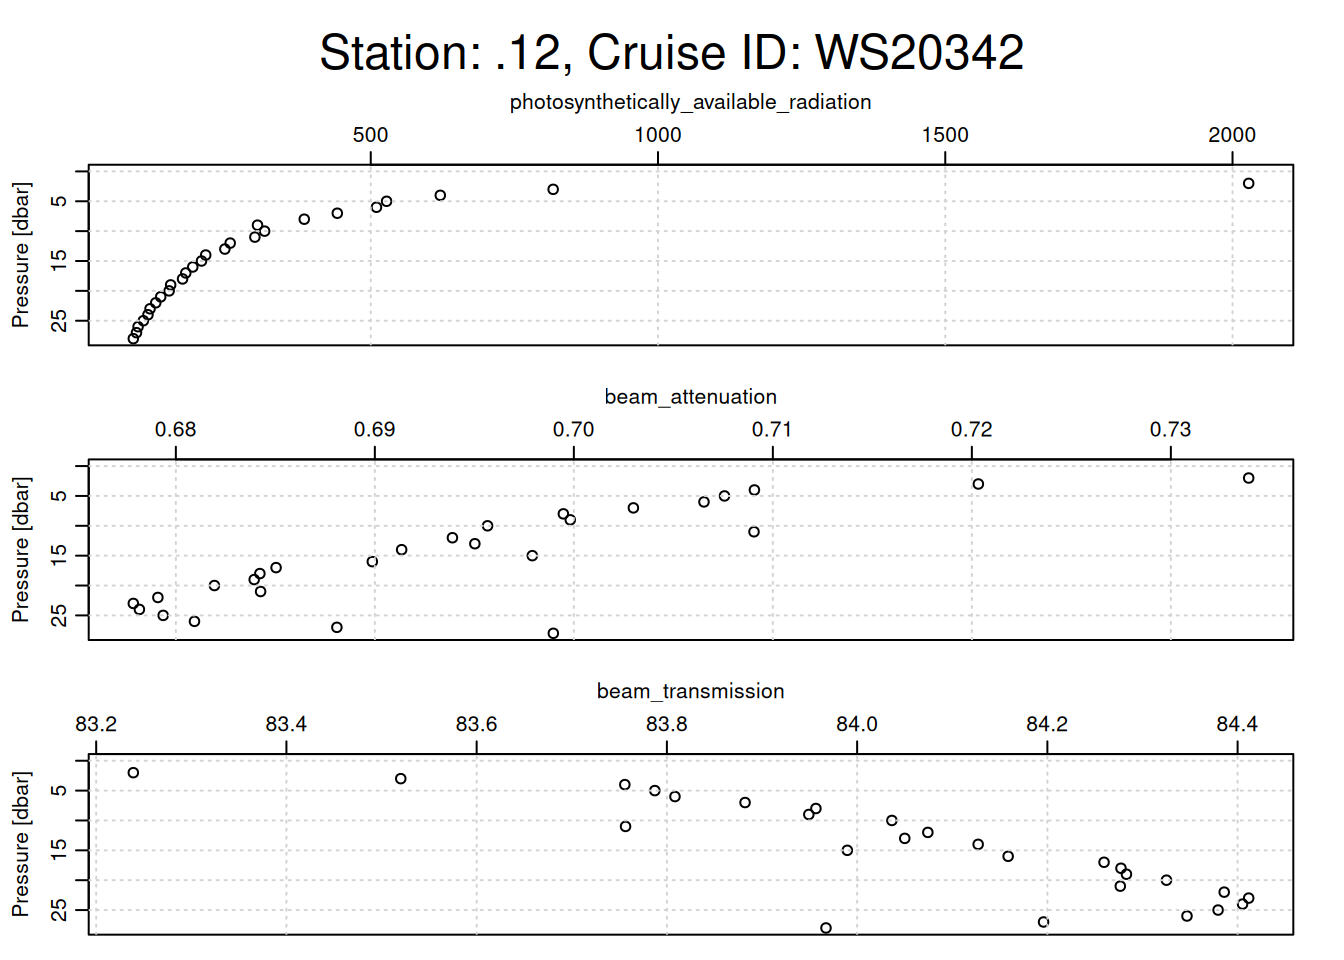 Station: .12, Cruise ID: WS20342
photosynthetically_available_radiation
500 1000 1500 2000
Pressure [dbar]
5
15
25
beam_attenuation
0.68 0.69 0.70 0.71 0.72 0.73
Pressure [dbar]
5
15
25
beam_transmission
83.2 83.4 83.6 83.8 84.0 84.2 84.4
Pressure [dbar]
5
15
25